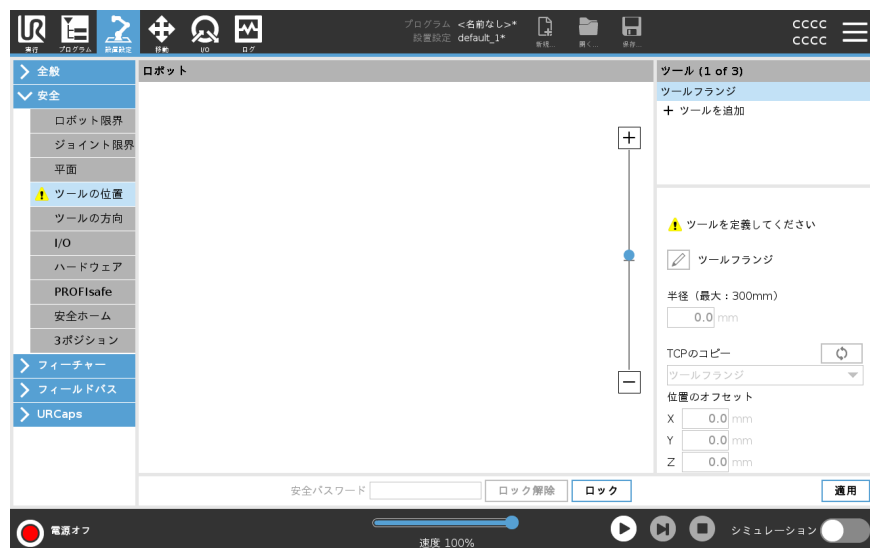 実行 プログラム 設置設定 移動 I/O ログ
プログラム <名前なし>*
設置設定 default_1*
新規... 開く... 保存...
cccc
cccc
全般
安全
ロボット限界
ジョイント限界
平面
ツールの位置
ツールの方向
I/O
ハードウェア
PROFIsafe
安全ホーム
3ポジション
フィーチャー
フィールドバス
URCaps
ロボット
ツール (1 of 3)
ツールフランジ
+ ツールを追加
ツールを定義してください
ツールフランジ
半径（最大：300mm）
0.0 mm
TCPのコピー
ツールフランジ
位置のオフセット
X 0.0 mm
Y 0.0 mm
Z 0.0 mm
安全パスワード ロック解除 ロック 適用
電源オフ
速度 100%
シミュレーション